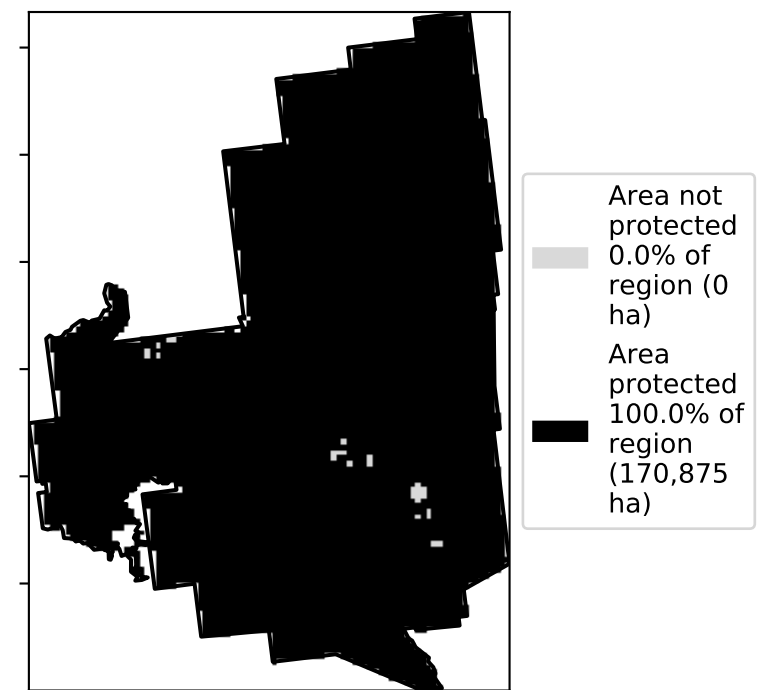 Area not
protected
0.0% of
region (0
ha)
Area
protected
100.0% of
region
(170,875
ha)